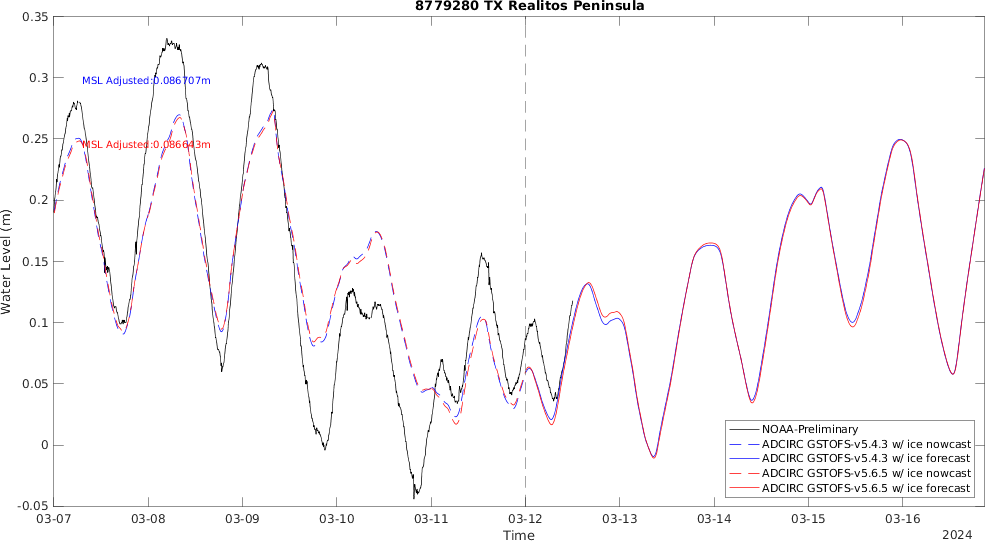 8779280 TX Realitos Peninsula
Water Level (m)
0.35
0.3
0.25
0.2
0.15
0.1
0.05
0
-0.05
MSL Adjusted:0.086707m
MSL Adjusted:0.086643m
NOAA-Preliminary
ADCIRC GSTOFS-v5.4.3 w/ ice nowcast
ADCIRC GSTOFS-v5.4.3 w/ ice forecast
ADCIRC GSTOFS-v5.6.5 w/ ice nowcast
ADCIRC GSTOFS-v5.6.5 w/ ice forecast
03-07 03-08 03-09 03-10 03-11 03-12 03-13 03-14 03-15 03-16
Time
2024